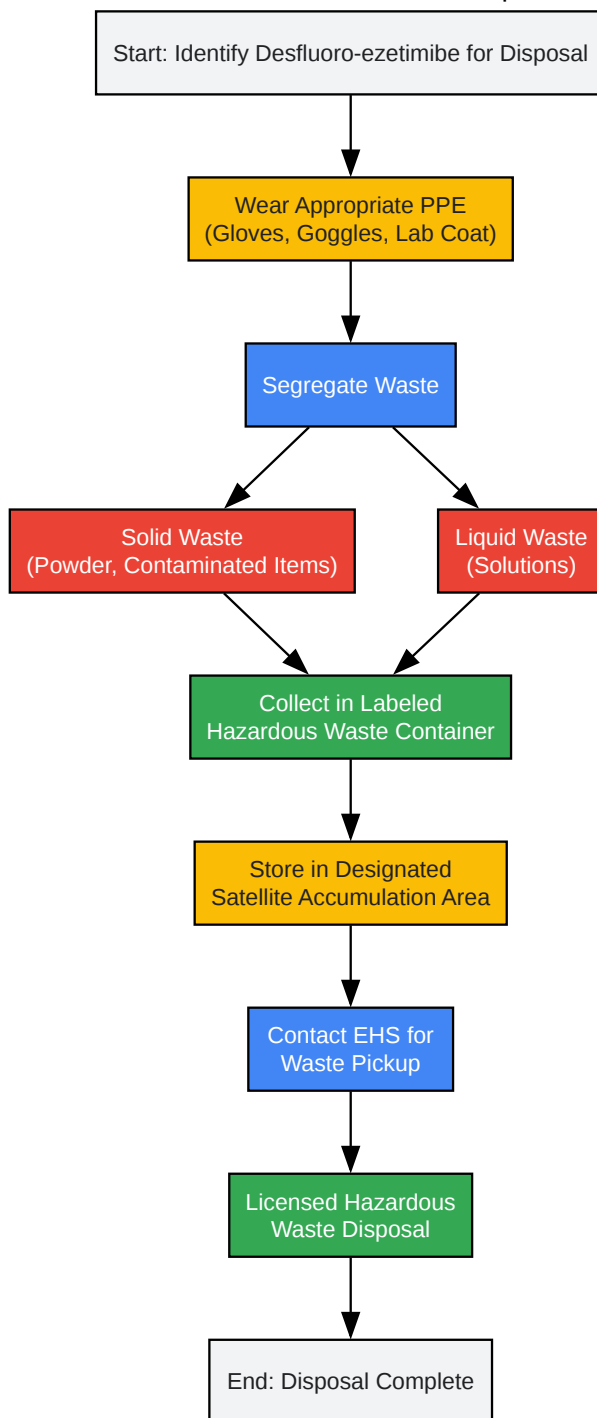 Start: Identify Desfluoro-ezetimibe for Disposal
Wear Appropriate PPE
(Gloves, Goggles, Lab Coat)
Segregate Waste
Solid Waste
(Powder, Contaminated Items)
Liquid Waste
(Solutions)
Collect in Labeled
Hazardous Waste Container
Store in Designated
Satellite Accumulation Area
Contact EHS for
Waste Pickup
Licensed Hazardous
Waste Disposal
End: Disposal Complete